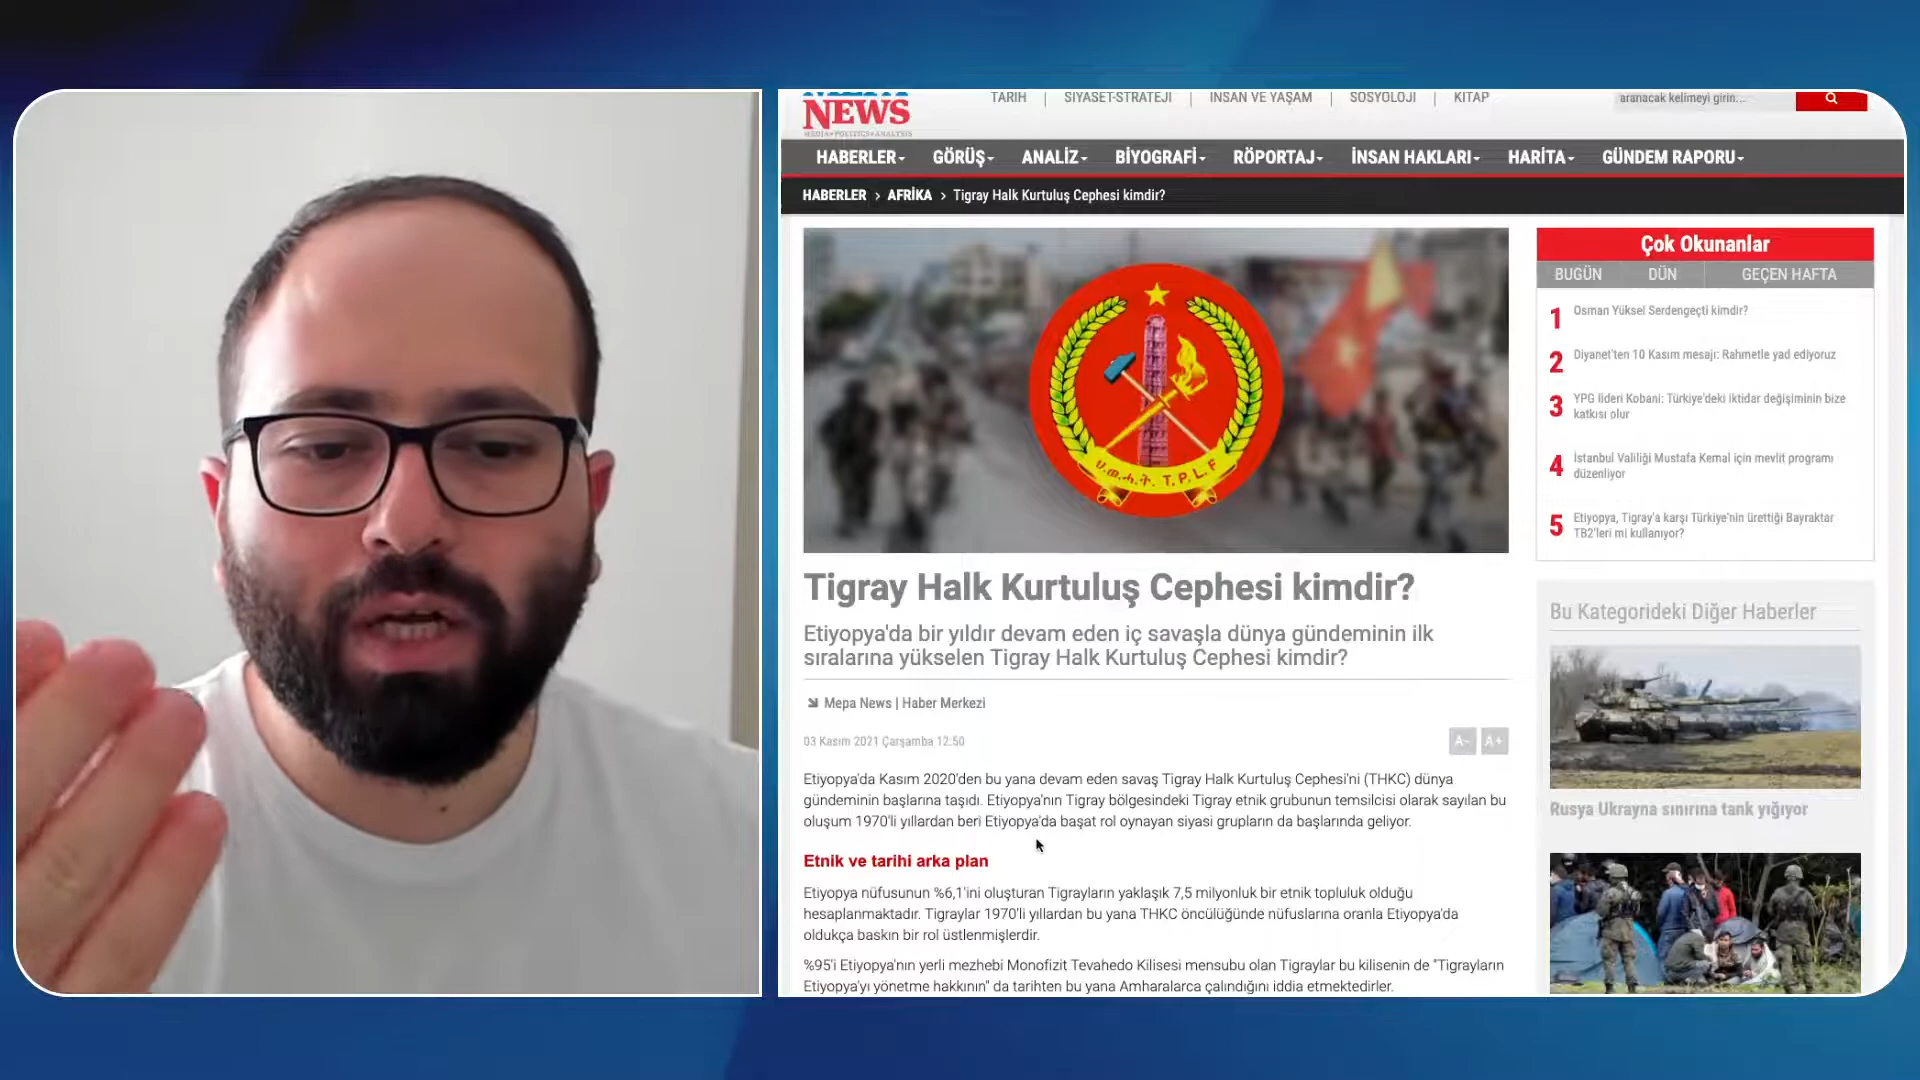 NEWS
MEDIA•POLITICS•ANALYSIS
TARİH | SİYASET-STRATEJİ | İNSAN VE YAŞAM | SOSYOLOJİ | KİTAP
aranacak kelimeyi girin...
HABERLER GÖRÜŞ ANALİZ BİYOGRAFİ RÖPORTAJ İNSAN HAKLARI HARİTA GÜNDEM RAPORU
HABERLER > AFRİKA > Tigray Halk Kurtuluş Cephesi kimdir?
T.P.L.F
Tigray Halk Kurtuluş Cephesi kimdir?
Etiyopya'da bir yıldır devam eden iç savaşla dünya gündeminin ilk
sıralarına yükselen Tigray Halk Kurtuluş Cephesi kimdir?
Mepa News | Haber Merkezi
03 Kasım 2021 Çarşamba 12:50
A- A+
Etiyopya'da Kasım 2020'den bu yana devam eden savaş Tigray Halk Kurtuluş Cephesi'ni (THKC) dünya
gündeminin başlarına taşıdı. Etiyopya'nın Tigray bölgesindeki Tigray etnik grubunun temsilcisi olarak sayılan bu
oluşum 1970'li yıllardan beri Etiyopya'da başat rol oynayan siyasi grupların da başlarında geliyor.
Etnik ve tarihi arka plan
Etiyopya nüfusunun %6,1'ini oluşturan Tigrayların yaklaşık 7,5 milyonluk bir etnik topluluk olduğu
hesaplanmaktadır. Tigraylar 1970'li yıllardan bu yana THKC öncülüğünde nüfuslarına oranla Etiyopya'da
oldukça baskın bir rol üstlenmişlerdir.
%95'i Etiyopya'nın yerli mezhebi Monofizit Tevahedo Kilisesi mensubu olan Tigraylar bu kilisenin de "Tigrayların
Etiyopya'yı yönetme hakkının" da tarihten bu yana Amharalarca çalındığını iddia etmektedirler.
Çok Okunanlar
BUGÜN DÜN GEÇEN HAFTA
1 Osman Yüksel Serdengeçti kimdir?
2 Diyanet'ten 10 Kasım mesajı: Rahmetle yad ediyoruz
3 YPG lideri Kobani: Türkiye'deki iktidar değişiminin bize
katkısı olur
4 İstanbul Valiliği Mustafa Kemal için mevlit programı
düzenliyor
5 Etiyopya, Tigray'a karşı Türkiye'nin ürettiği Bayraktar
TB2'leri mi kullanıyor?
Bu Kategorideki Diğer Haberler
Rusya Ukrayna sınırına tank yığıyor